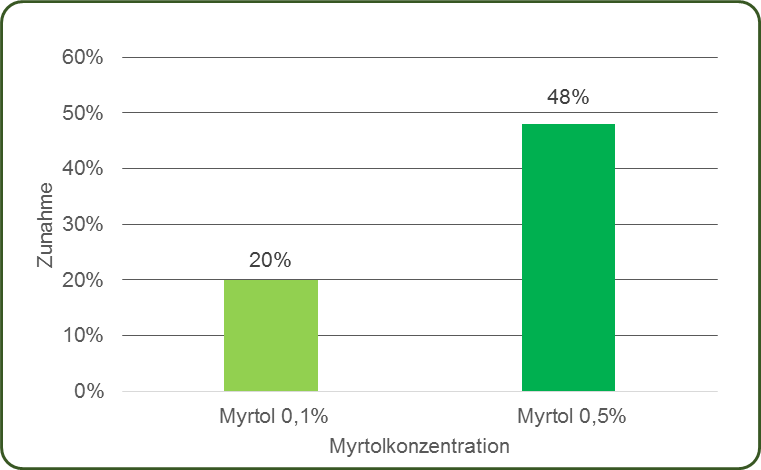 60%
50%
40%
30%
20%
10%
0%
Zunahme
20%
48%
Myrtol 0,1%
Myrtol 0,5%
Myrtolkonzentration